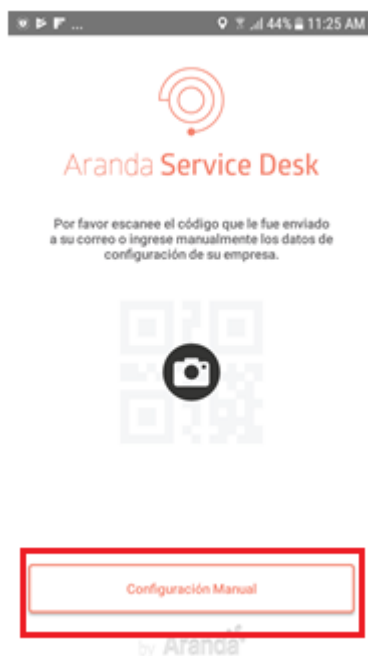 44% 11:25 AM
Aranda Service Desk
Por favor escanee el código que le fue enviado
a su correo o ingrese manualmente los datos de
configuración de su empresa.
Configuración Manual
by Aranda